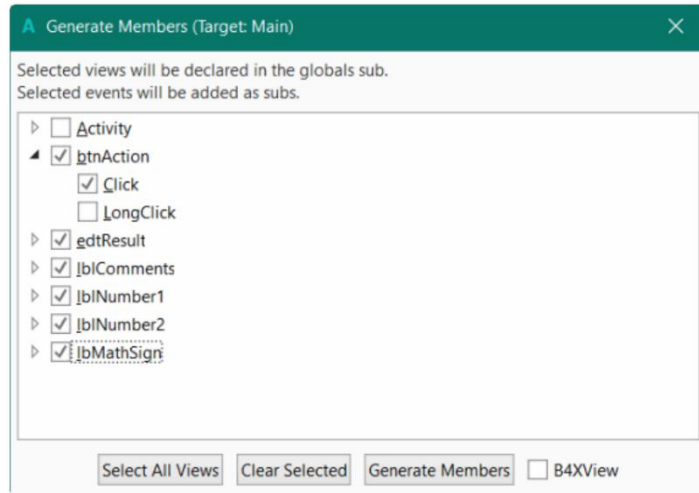 A Generate Members (Target: Main)
Selected views will be declared in the globals sub.
Selected events will be added as subs.
Activity
btnAction
Click
LongClick
edtResult
lblComments
lblNumber1
lblNumber2
lbMathSign
Select All Views Clear Selected Generate Members B4XView